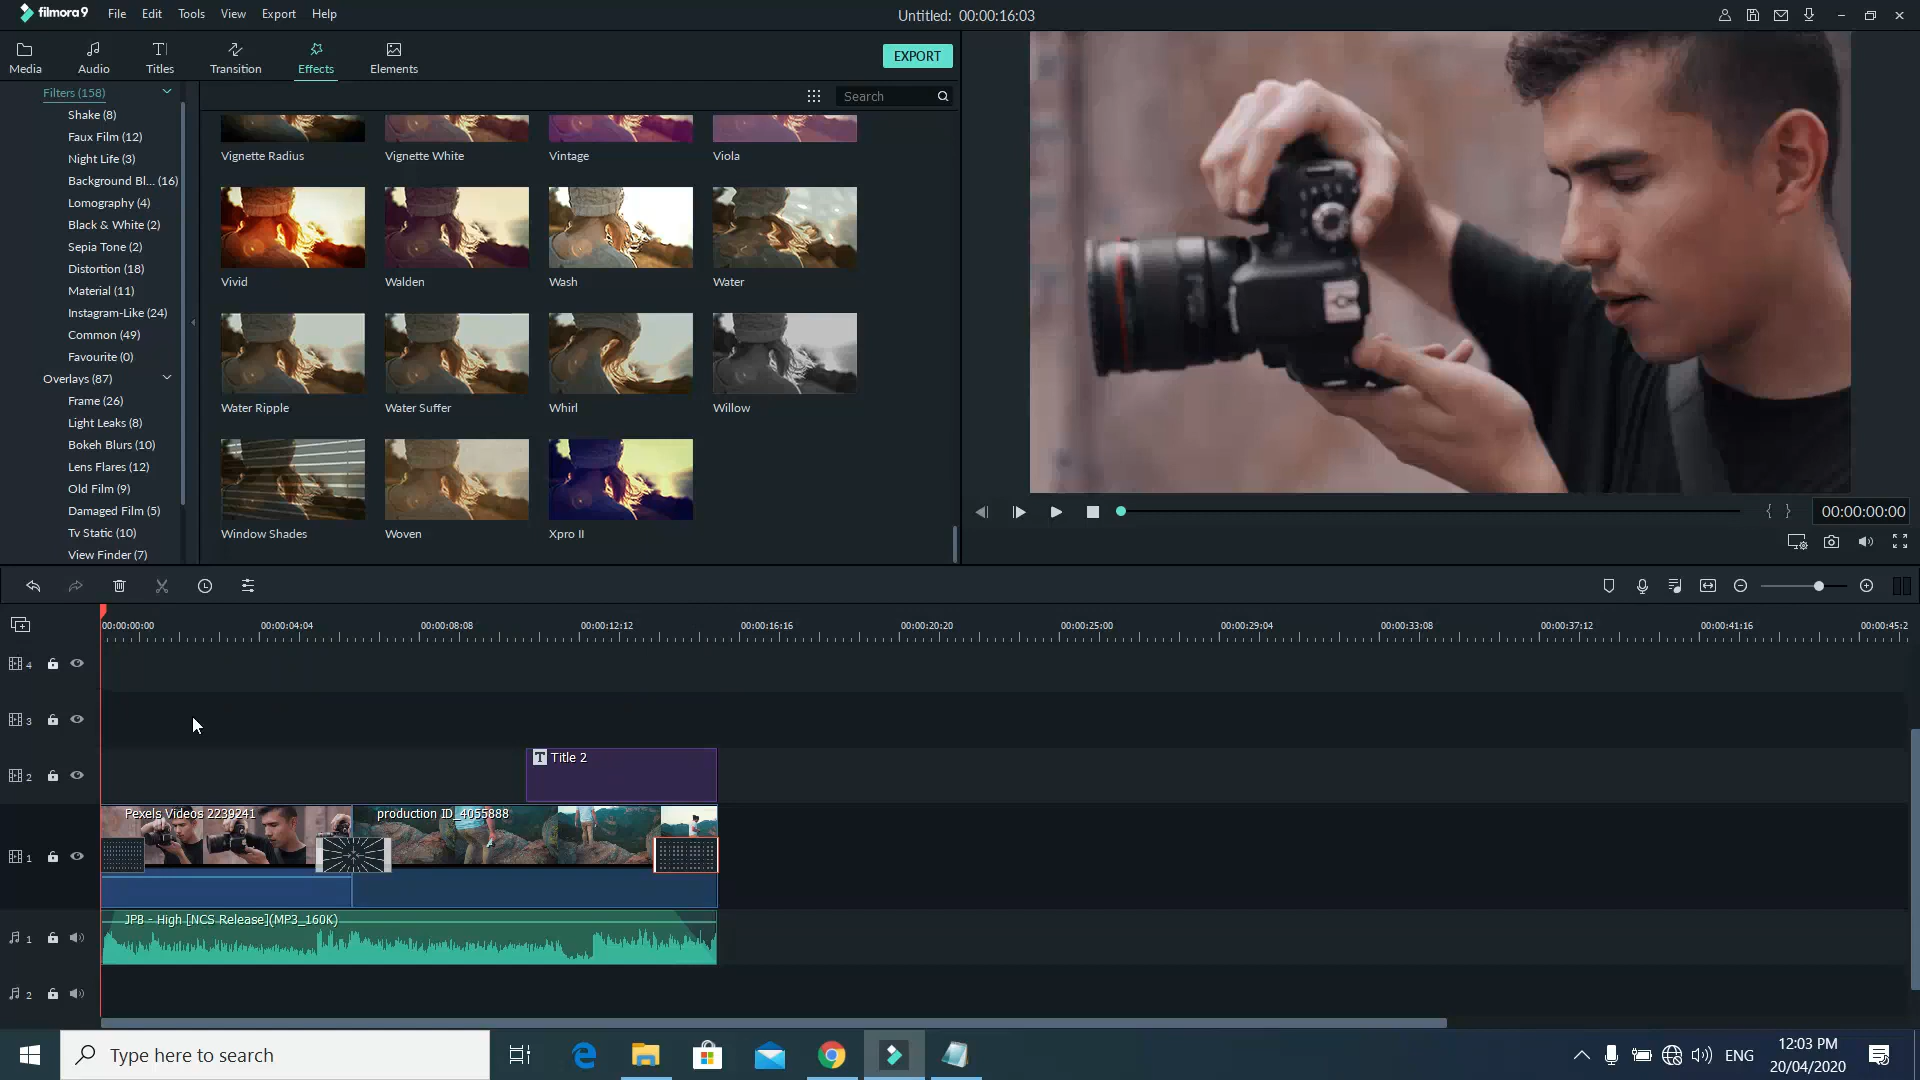 filmora9 File Edit Tools View Export Help Untitled: 00:00:16:03
Media Audio Titles Transition Effects Elements EXPORT
Filters (158)
Shake (8)
Faux Film (12)
Night Life (3)
Background Bl... (16)
Lomography (4)
Black & White (2)
Sepia Tone (2)
Distortion (18)
Material (11)
Instagram-Like (24)
Common (49)
Favourite (0)
Overlays (87)
Frame (26)
Light Leaks (8)
Bokeh Blurs (10)
Lens Flares (12)
Old Film (9)
Damaged Film (5)
Tv Static (10)
View Finder (7)
Search
Vignette Radius Vignette White Vintage Viola
Vivid Walden Wash Water
Water Ripple Water Suffer Whirl Willow
Window Shades Woven Xpro II
00:00:00:00
00:00:00:00 00:00:04:04 00:00:08:08 00:00:12:12 00:00:16:16 00:00:20:20 00:00:25:00 00:00:29:04 00:00:33:08 00:00:37:12 00:00:41:16 00:00:45:2
4
3
2
T Title 2
1
Pexels Videos 2239241 production ID_4055888
1
JPB - High [NCS Release](MP3_160K)
2
Type here to search
ENG
12:03 PM
20/04/2020